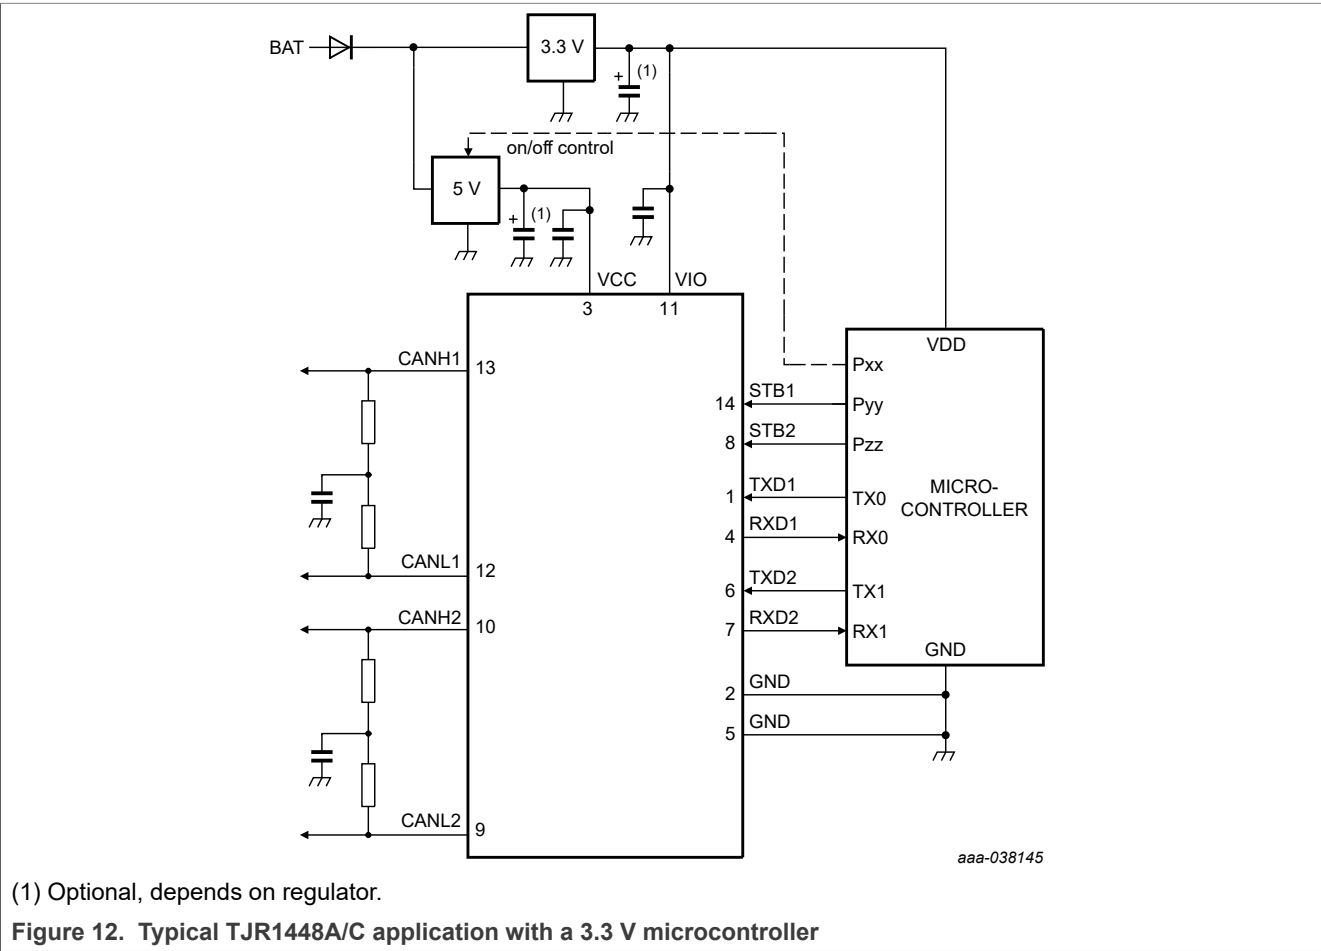 BAT
3.3 V
+
(1)
on/off control
5 V
+
(1)
VCC
VIO
3
11
VDD
CANH1
13
Pxx
14
STB1
Pyy
8
STB2
Pzz
1
TXD1
TX0
MICRO-
CONTROLLER
4
RXD1
RX0
CANL1
12
6
TXD2
TX1
CANH2
10
7
RXD2
RX1
GND
2
GND
5
GND
CANL2
9
aaa-038145
(1) Optional, depends on regulator.
Figure 12. Typical TJR1448A/C application with a 3.3 V microcontroller